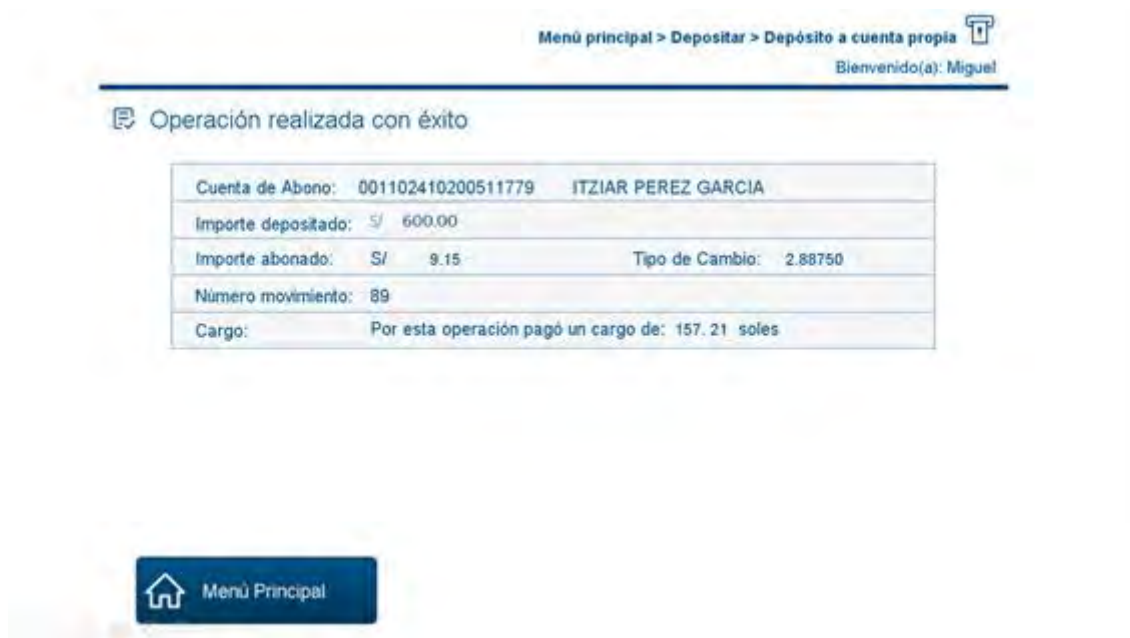 Menú principal > Depositar > Depósito a cuenta propia
Bienvenido(a): Miguel
Operación realizada con éxito
Cuenta de Abono: 001102410200511779 ITZIAR PEREZ GARCIA
Importe depositado: S/ 600.00
Importe abonado: S/ 9.15 Tipo de Cambio: 2.88750
Número movimiento: 89
Cargo: Por esta operación pagó un cargo de: 157. 21 soles
Menú Principal